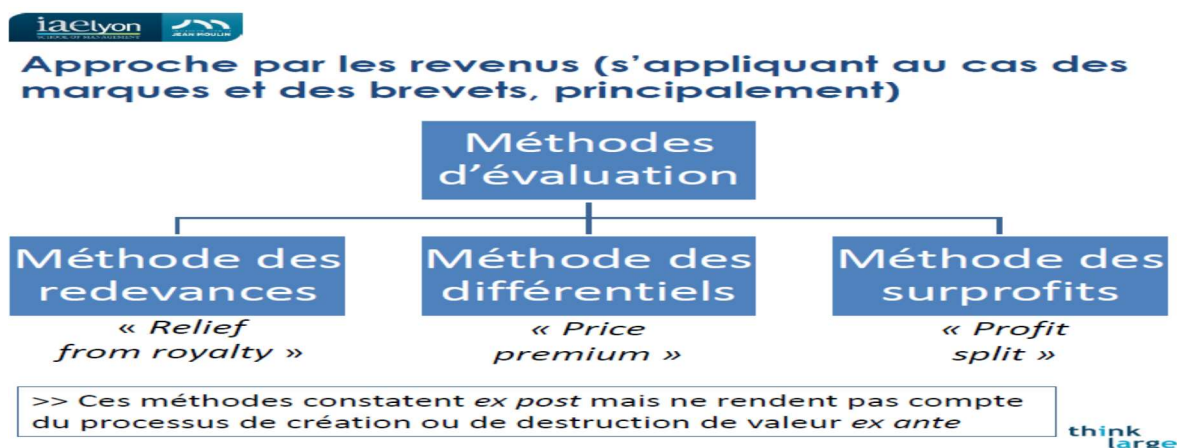 iaelyon
SCHOOL OF MANAGEMENT
JEAN MOULIN
Approche par les revenus (s'appliquant au cas des
marques et des brevets, principalement)
Méthodes
d'évaluation
Méthode des
redevances
« Relief
from royalty »
Méthode des
différentiels
« Price
premium »
Méthode des
surprofits
« Profit
split »
>> Ces méthodes constatent ex post mais ne rendent pas compte
du processus de création ou de destruction de valeur ex ante
think
large